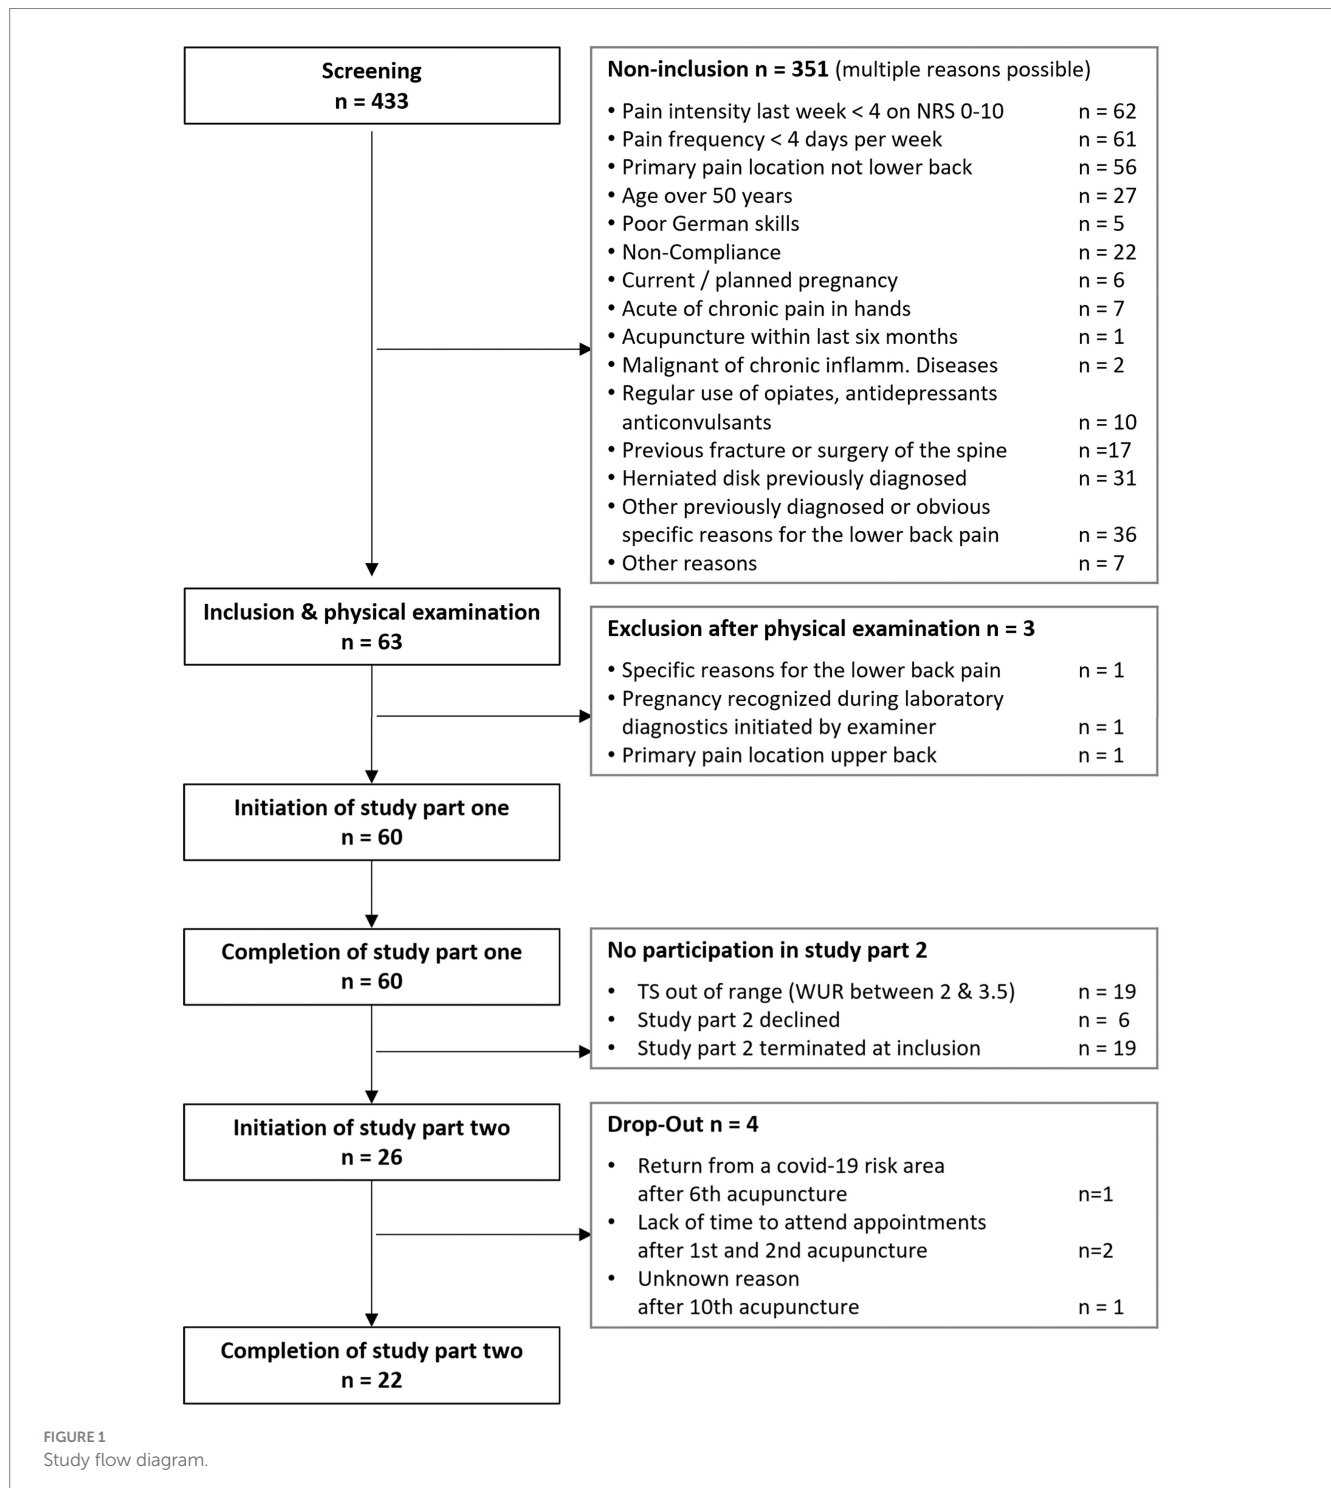 Screening
n = 433
Non-inclusion n = 351 (multiple reasons possible)
• Pain intensity last week < 4 on NRS 0-10 n = 62
• Pain frequency < 4 days per week n = 61
• Primary pain location not lower back n = 56
• Age over 50 years n = 27
• Poor German skills n = 5
• Non-Compliance n = 22
• Current / planned pregnancy n = 6
• Acute of chronic pain in hands n = 7
• Acupuncture within last six months n = 1
• Malignant of chronic inflamm. Diseases n = 2
• Regular use of opiates, antidepressants
anticonvulsants n = 10
• Previous fracture or surgery of the spine n =17
• Herniated disk previously diagnosed n = 31
• Other previously diagnosed or obvious
specific reasons for the lower back pain n = 36
• Other reasons n = 7
Inclusion & physical examination
n = 63
Exclusion after physical examination n = 3
• Specific reasons for the lower back pain n = 1
• Pregnancy recognized during laboratory
diagnostics initiated by examiner n = 1
• Primary pain location upper back n = 1
Initiation of study part one
n = 60
Completion of study part one
n = 60
No participation in study part 2
• TS out of range (WUR between 2 & 3.5) n = 19
• Study part 2 declined n = 6
• Study part 2 terminated at inclusion n = 19
Initiation of study part two
n = 26
Drop-Out n = 4
• Return from a covid-19 risk area
after 6th acupuncture n=1
• Lack of time to attend appointments
after 1st and 2nd acupuncture n=2
• Unknown reason
after 10th acupuncture n = 1
Completion of study part two
n = 22
FIGURE 1
Study flow diagram.